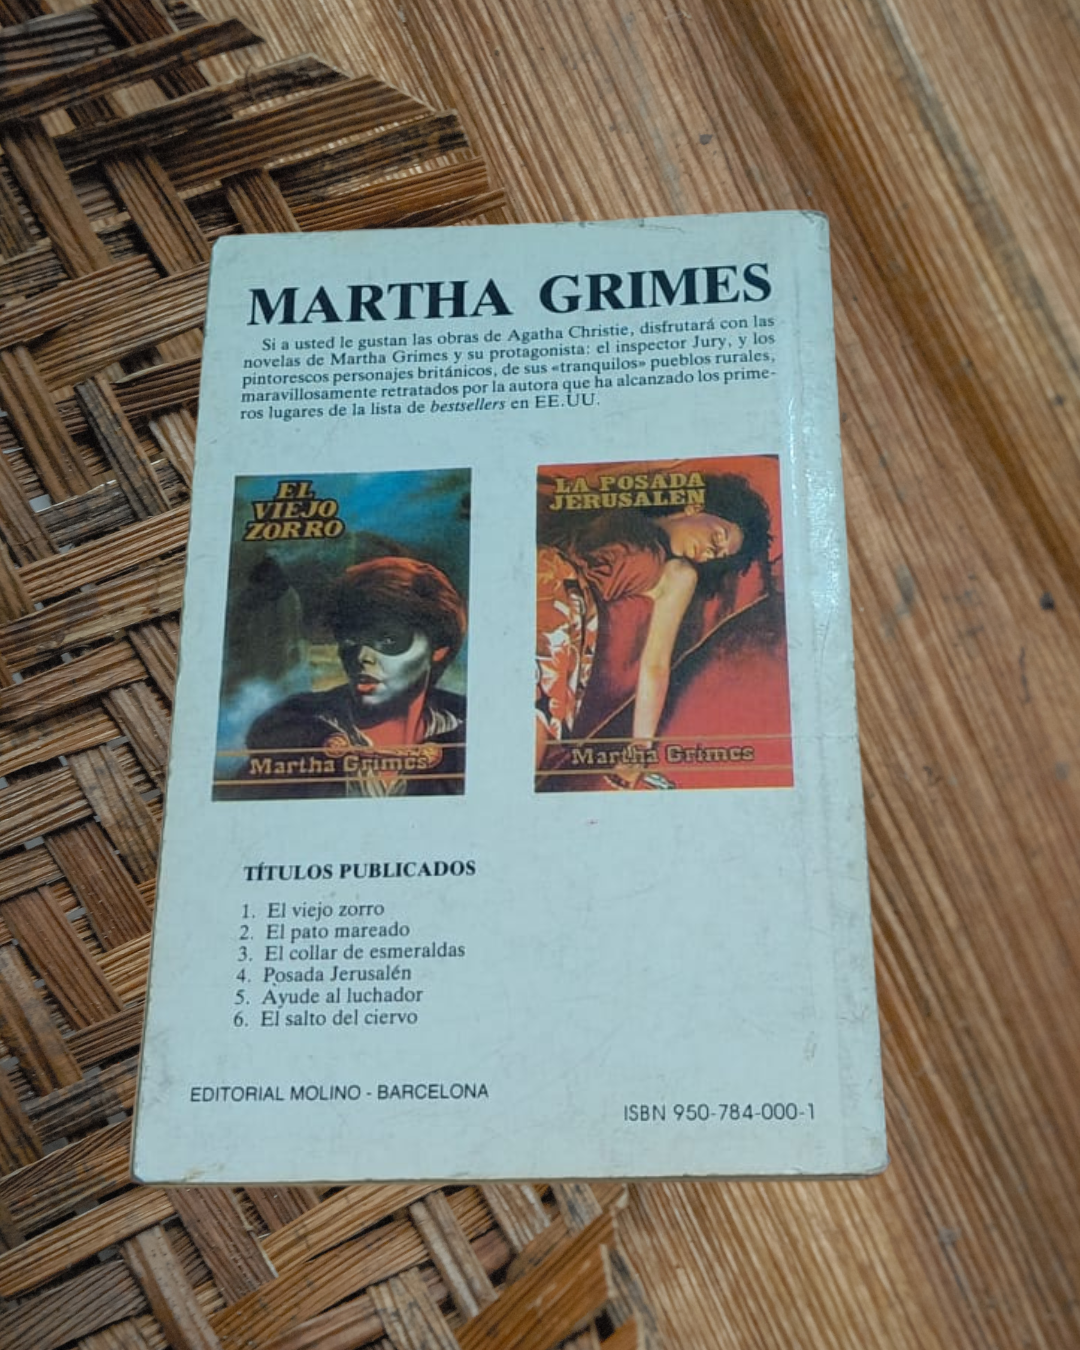 MARTHA GRIMES
Si a usted le gustan las obras de Agatha Christie, disfrutará con las
novelas de Martha Grimes y su protagonista: el inspector Jury, y los
pintorescos personajes británicos, de sus «tranquilos» pueblos rurales,
maravillosamente retratados por la autora que ha alcanzado los prime-
ros lugares de la lista de bestsellers en EE.UU.
EL
VIEJO
ZORRO
Martha Grimes
LA POSADA
JERUSALEN
Martha Grimes
TÍTULOS PUBLICADOS
1. El viejo zorro
2. El pato mareado
3. El collar de esmeraldas
4. Posada Jerusalén
5. Ayude al luchador
6. El salto del ciervo
EDITORIAL MOLINO - BARCELONA
ISBN 950-784-000-1